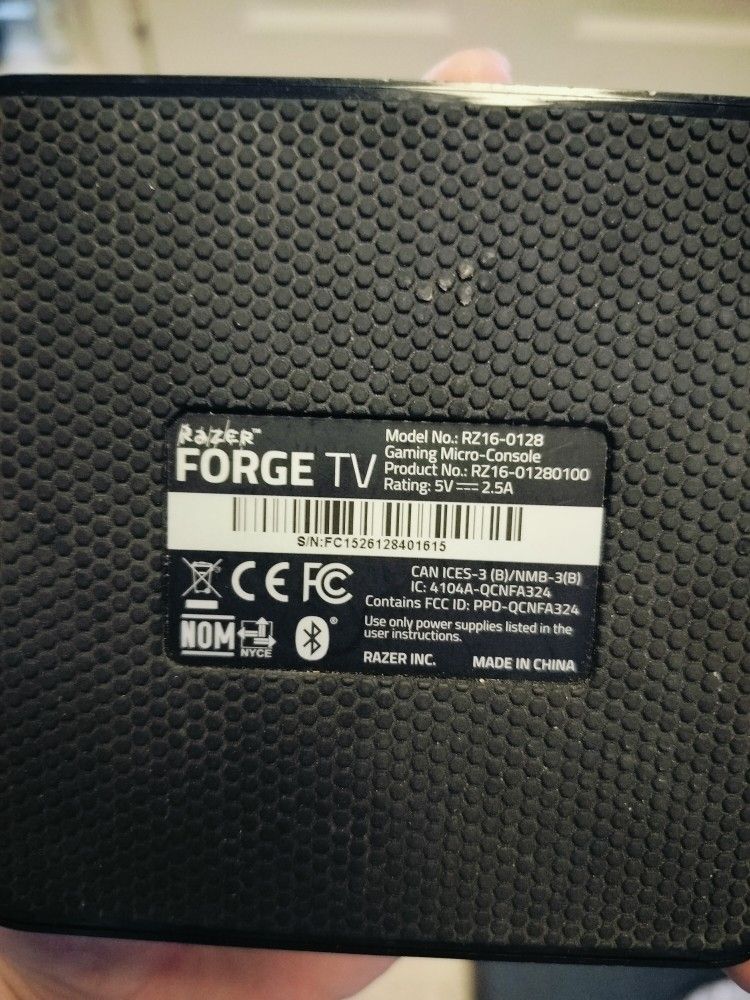 RAZER™
FORGE TV
Model No.: RZ16-0128
Gaming Micro-Console
Product No.: RZ16-01280100
Rating: 5V ⎓ 2.5A
S/N:FC1526128401615
CE FC
CAN ICES-3 (B)/NMB-3(B)
IC: 4104A-QCNFA324
Contains FCC ID: PPD-QCNFA324
NOM
NYCE
®
Use only power supplies listed in the
user instructions.
RAZER INC. MADE IN CHINA